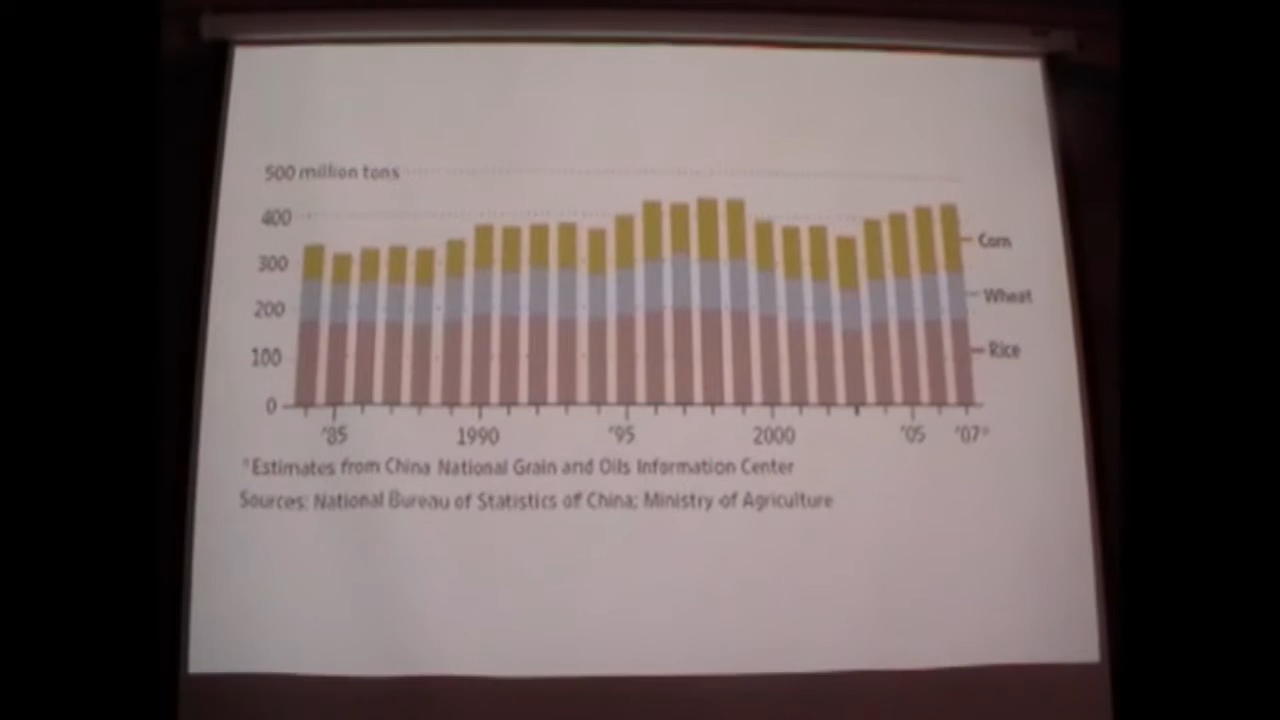 500 million tons
400
300
200
100
0
Corn
Wheat
Rice
'85 1990 '95 2000 '05 '07*
*Estimates from China National Grain and Oils Information Center
Sources: National Bureau of Statistics of China; Ministry of Agriculture